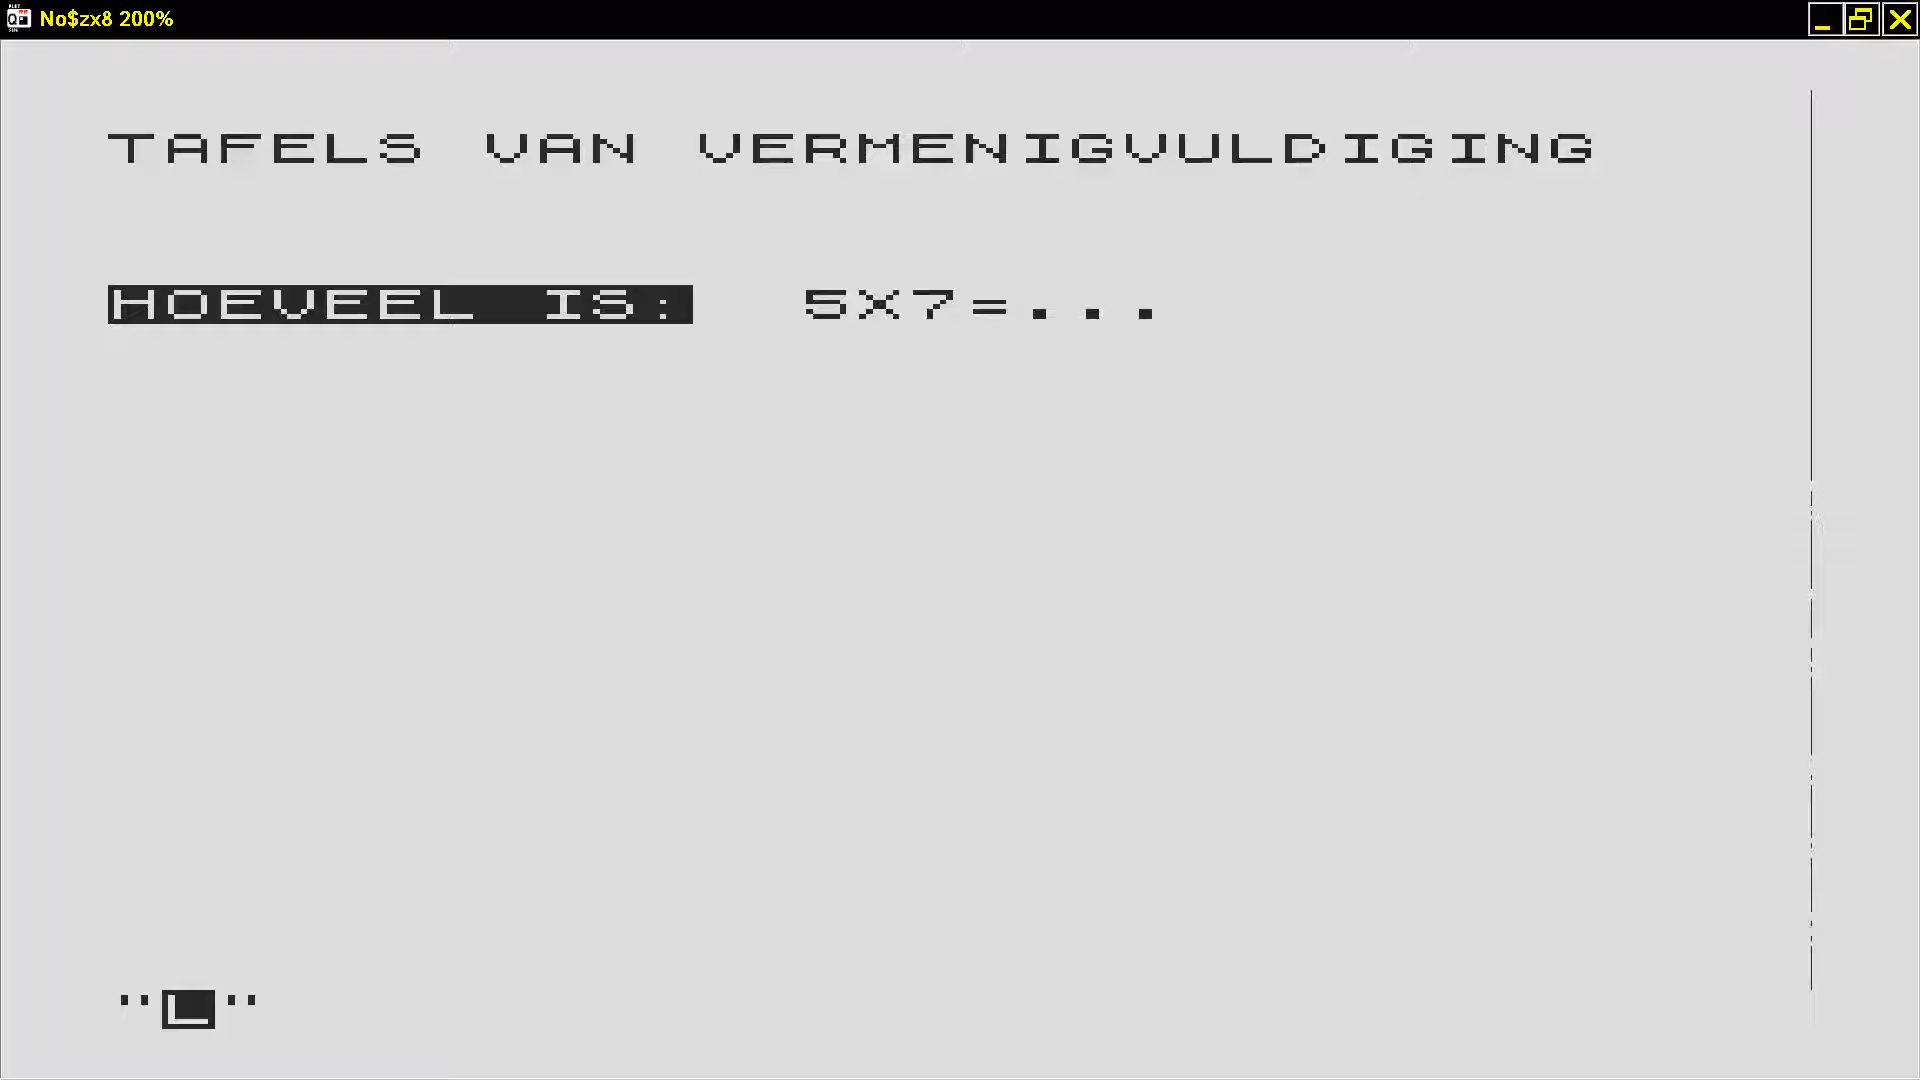 No$zx8 200%
TAFELS VAN VERMENIGVULDIGING
HOEVEEL IS: 5X7=...
"L"